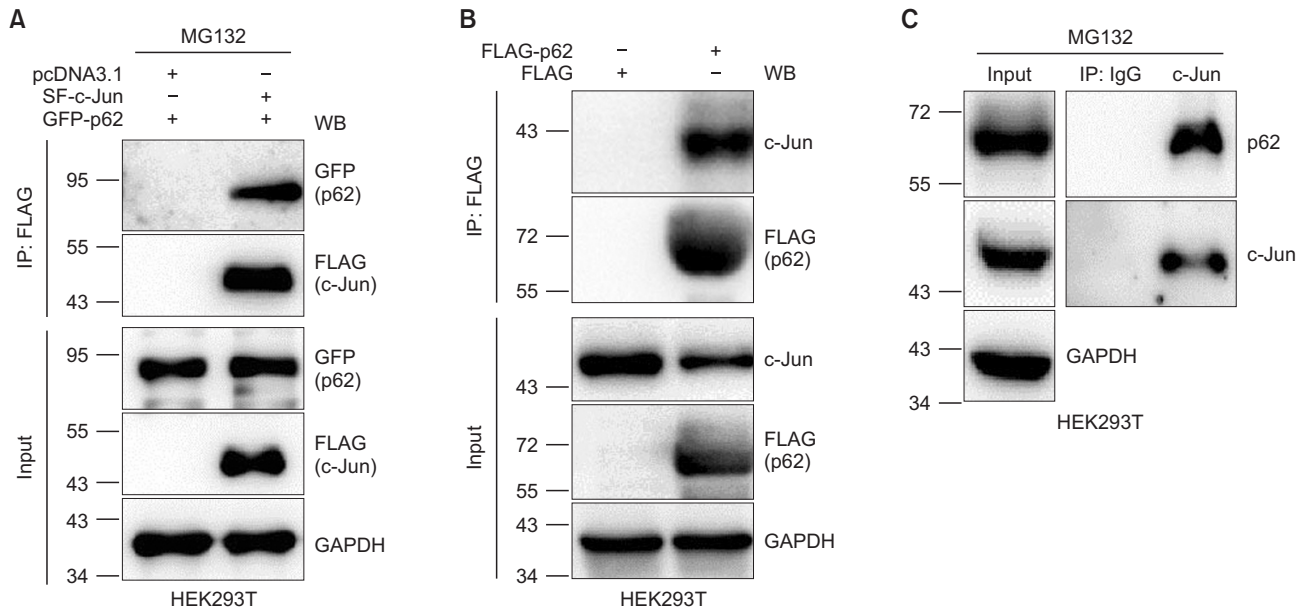 A
MG132
pcDNA3.1 + –
SF-c-Jun – +
GFP-p62 + +
WB
IP: FLAG
95
GFP
(p62)
55
43
FLAG
(c-Jun)
Input
95
GFP
(p62)
55
43
FLAG
(c-Jun)
43
34
GAPDH
HEK293T
B
FLAG-p62 – +
FLAG + –
WB
IP: FLAG
43
c-Jun
72
55
FLAG
(p62)
Input
43
c-Jun
72
55
FLAG
(p62)
43
34
GAPDH
HEK293T
C
MG132
Input IP: IgG c-Jun
72
55
p62
43
c-Jun
43
34
GAPDH
HEK293T